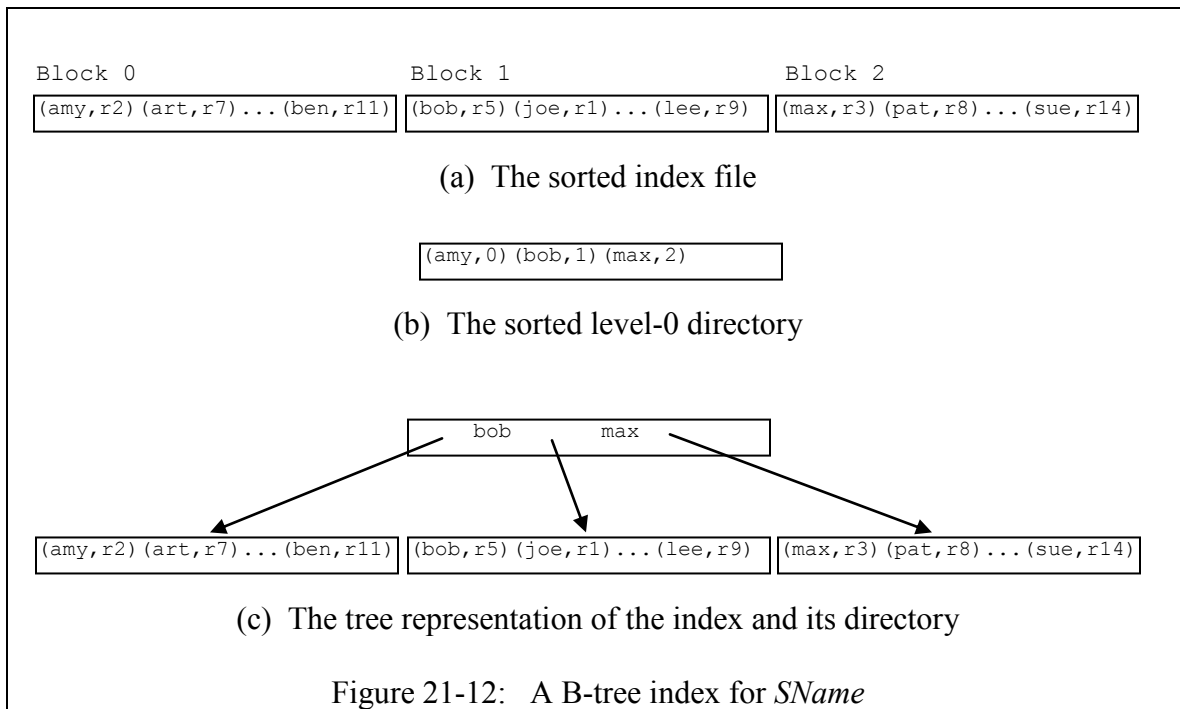 Block 0 Block 1 Block 2
(amy,r2)(art,r7)...(ben,r11) (bob,r5)(joe,r1)...(lee,r9) (max,r3)(pat,r8)...(sue,r14)
(a) The sorted index file
(amy,0)(bob,1)(max,2)
(b) The sorted level-0 directory
bob max
(amy,r2)(art,r7)...(ben,r11) (bob,r5)(joe,r1)...(lee,r9) (max,r3)(pat,r8)...(sue,r14)
(c) The tree representation of the index and its directory
Figure 21-12: A B-tree index for SName